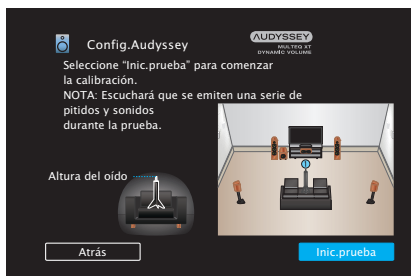 Config.Audyssey
AUDYSSEY
MULTEQ XT
DYNAMIC VOLUME
Seleccione “Inic.prueba” para comenzar
la calibración.
NOTA: Escuchará que se emiten una serie de
pitidos y sonidos
durante la prueba.
Altura del oído
Atrás
Inic.prueba